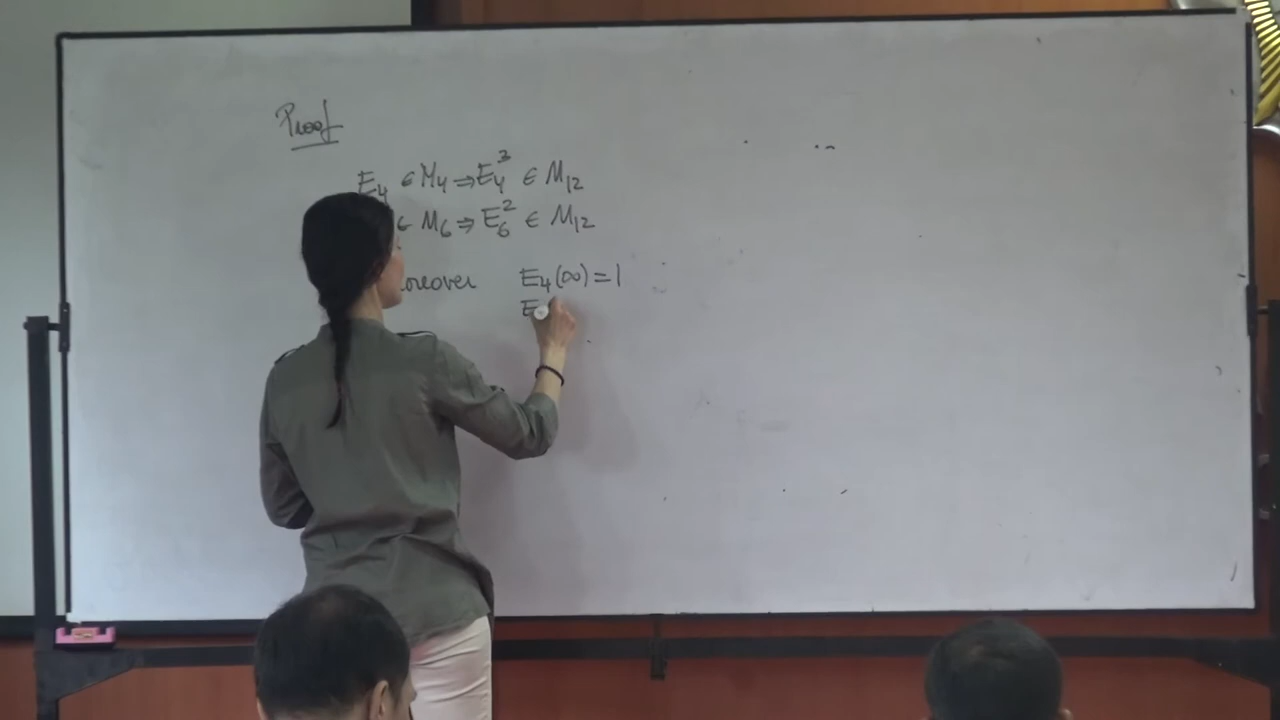 Proof
E₄ ∈ M₄ ⇒ E₄³ ∈ M₁₂
∈ M₆ ⇒ E₆² ∈ M₁₂
oreover E₄(∞) = 1
E